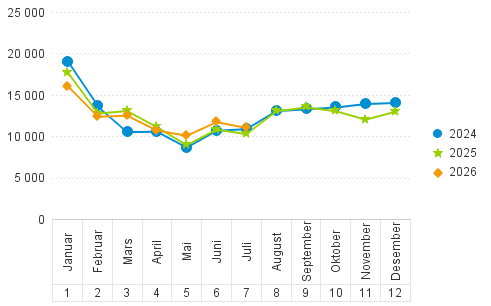 25 000
20 000
15 000
10 000
5 000
0
Januar
Februar
Mars
April
Mai
Juni
Juli
August
September
Oktober
November
Desember
1 2 3 4 5 6 7 8 9 10 11 12
2024
2025
2026